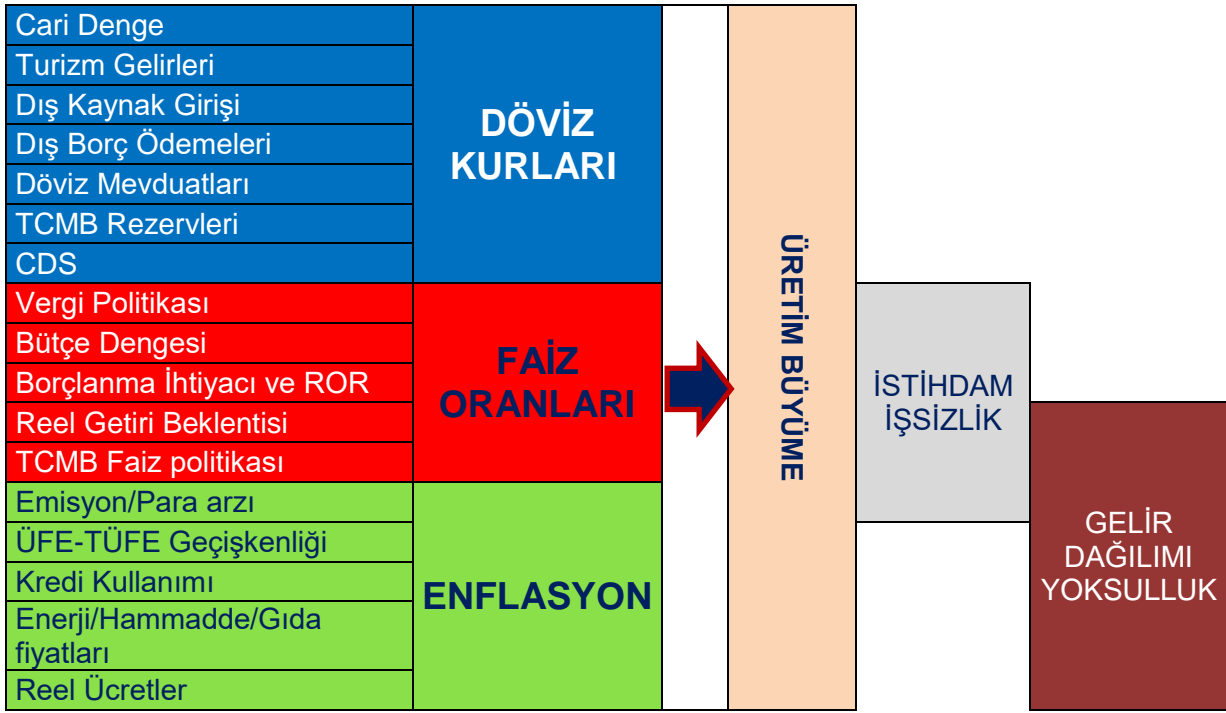 Cari Denge
Turizm Gelirleri
Dış Kaynak Girişi
Dış Borç Ödemeleri
Döviz Mevduatları
TCMB Rezervleri
CDS
DÖVİZ
KURLARI
Vergi Politikası
Bütçe Dengesi
Borçlanma İhtiyacı ve ROR
Reel Getiri Beklentisi
TCMB Faiz politikası
FAİZ
ORANLARI
Emisyon/Para arzı
ÜFE-TÜFE Geçişkenliği
Kredi Kullanımı
Enerji/Hammadde/Gıda
fiyatları
Reel Ücretler
ENFLASYON
ÜRETİM BÜYÜME
İSTİHDAM
İŞSİZLİK
GELİR
DAĞILIMI
YOKSULLUK